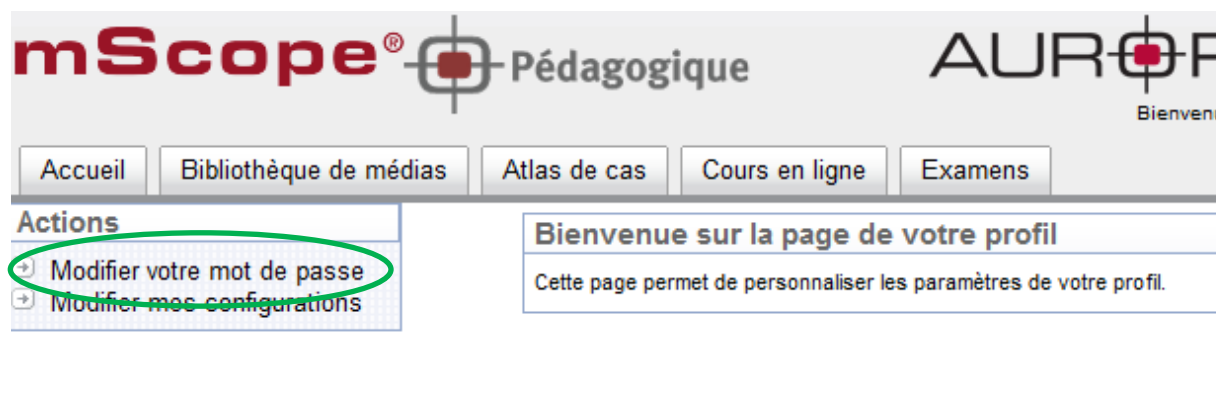 mScope® Pédagogique
Accueil
Bibliothèque de médias
Atlas de cas
Cours en ligne
Examens
Actions
Modifier votre mot de passe
Modifier mes configurations
Bienvenue sur la page de votre profil
Cette page permet de personnaliser les paramètres de votre profil.